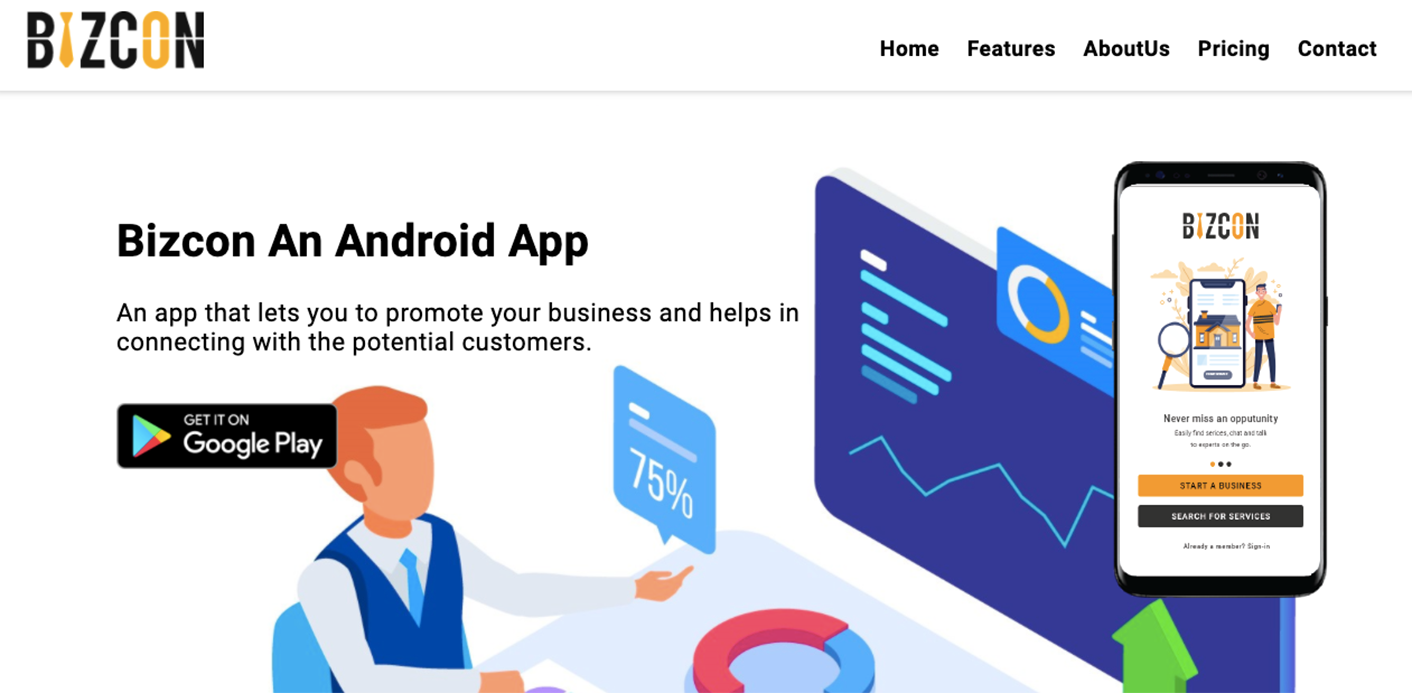 BIZCON
Home Features AboutUs Pricing Contact
Bizcon An Android App
An app that lets you to promote your business and helps in
connecting with the potential customers.
GET IT ON
Google Play
75%
BIZCON
Never miss an opputunity
Easily find serices, chat and talk
to experts on the go.
START A BUSINESS
SEARCH FOR SERVICES
Already a member? Sign-in